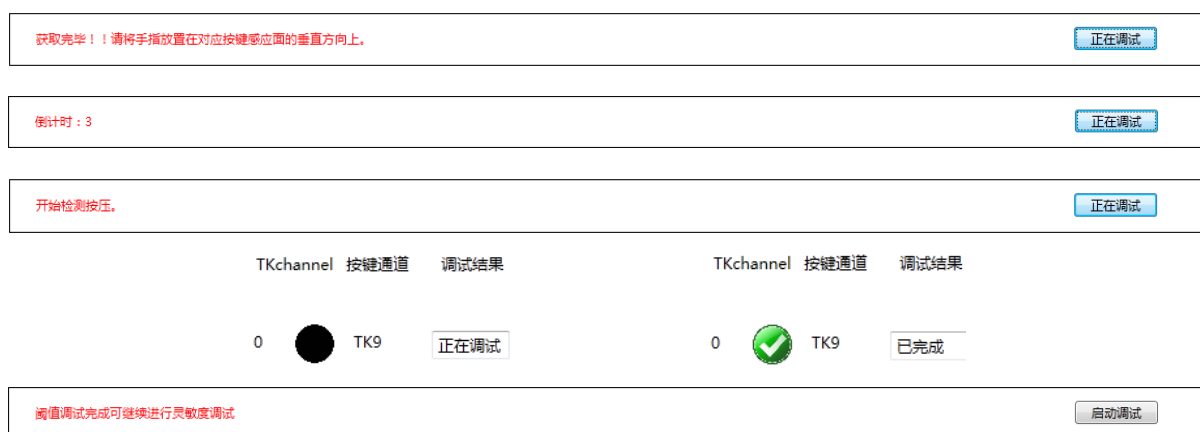 获取完毕！！请将手指放置在对应按键感应面的垂直方向上。 正在调试
倒计时：3 正在调试
开始检测按压。 正在调试
TKchannel 按键通道 调试结果 TKchannel 按键通道 调试结果
0 TK9 正在调试 0 TK9 已完成
阈值调试完成可继续进行灵敏度调试 启动调试